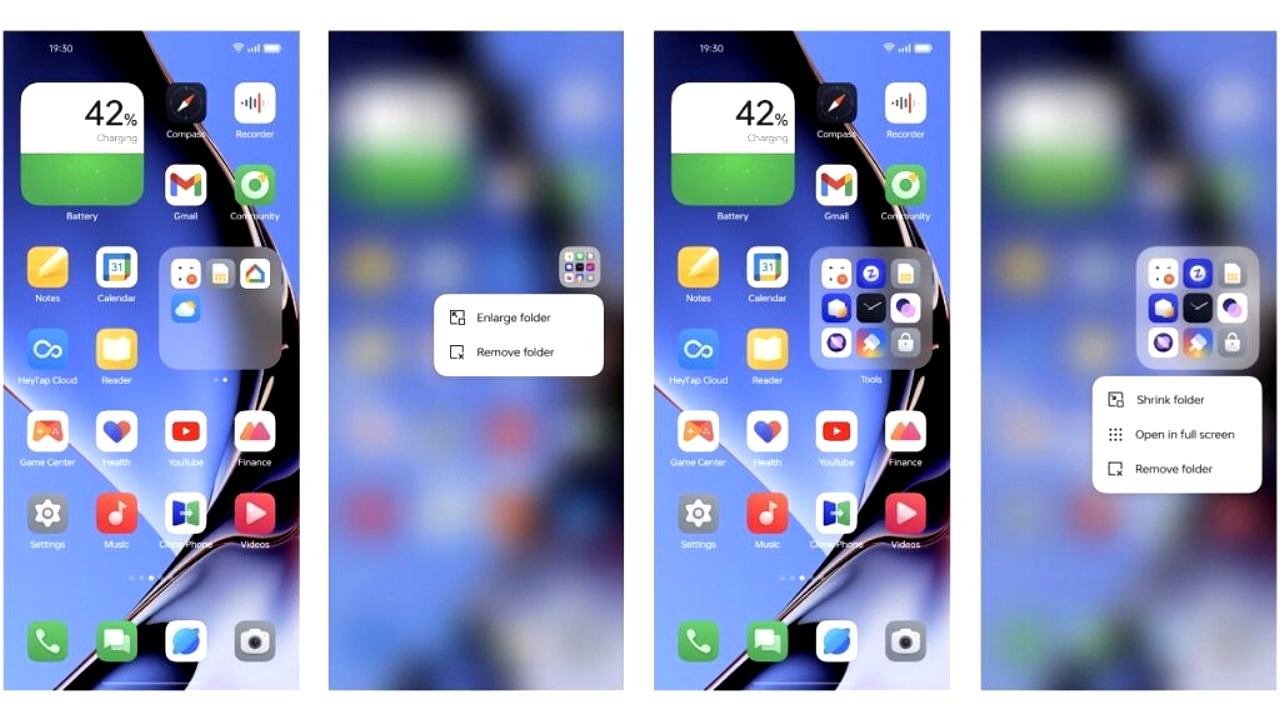 19:30
42%
Charging
Compass
Recorder
Battery
Gmail
Community
31
Notes
Calendar
HeyTap Cloud
Reader
Game Center
Health
YouTube
Finance
Settings
Music
Clone Phone
Videos
Enlarge folder
Remove folder
19:30
42%
Charging
Compass
Recorder
Battery
Gmail
Community
31
Notes
Calendar
HeyTap Cloud
Reader
Tools
Game Center
Health
YouTube
Finance
Settings
Music
Clone Phone
Videos
Shrink folder
Open in full screen
Remove folder